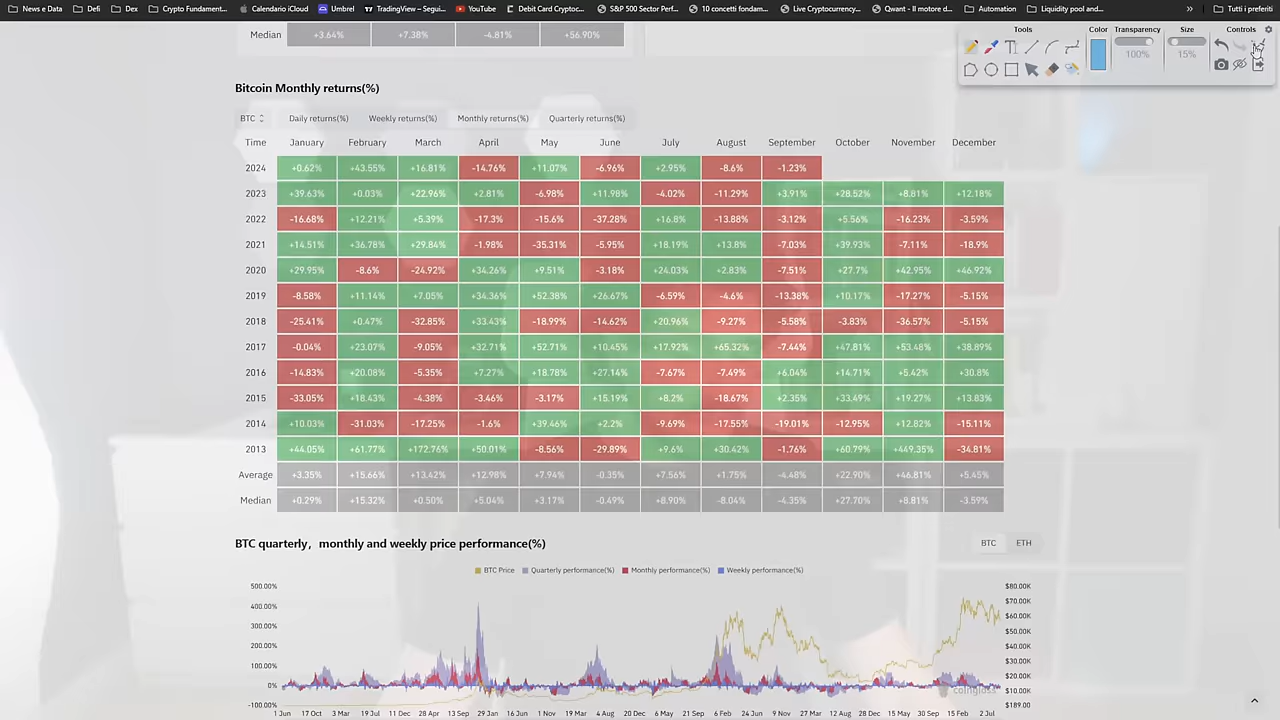 News e Data Defi Dex Crypto Fundament... Calendario iCloud Umbrel TradingView – Segui... YouTube Debit Card Cryptoc... S&P 500 Sector Perf... 10 concetti fondam... Live Cryptocurrency... Qwant - Il motore d... Automation Liquidity pool and... » Tutti i preferiti
Tools Color Transparency Size Controls
100% 15%
Median +3.64% +7.38% -4.81% +56.90%
Bitcoin Monthly returns(%)
BTC Daily returns(%) Weekly returns(%) Monthly returns(%) Quarterly returns(%)
Time January February March April May June July August September October November December
2024 +0.62% +43.55% +16.81% -14.76% +11.07% -6.96% +2.95% -8.6% -1.23%
2023 +39.63% +0.03% +22.96% +2.81% -6.98% +11.98% -4.02% -11.29% +3.91% +28.52% +8.81% +12.18%
2022 -16.68% +12.21% +5.39% -17.3% -15.6% -37.28% +16.8% -13.88% -3.12% +5.56% -16.23% -3.59%
2021 +14.51% +36.78% +29.84% -1.98% -35.31% -5.95% +18.19% +13.8% -7.03% +39.93% -7.11% -18.9%
2020 +29.95% -8.6% -24.92% +34.26% +9.51% -3.18% +24.03% +2.83% -7.51% +27.7% +42.95% +46.92%
2019 -8.58% +11.14% +7.05% +34.36% +52.38% +26.67% -6.59% -4.6% -13.38% +10.17% -17.27% -5.15%
2018 -25.41% +0.47% -32.85% +33.43% -18.99% -14.62% +20.96% -9.27% -5.58% -3.83% -36.57% -5.15%
2017 -0.04% +23.07% -9.05% +32.71% +52.71% +10.45% +17.92% +65.32% -7.44% +47.81% +53.48% +38.89%
2016 -14.83% +20.08% -5.35% +7.27% +18.78% +27.14% -7.67% -7.49% +6.04% +14.71% +5.42% +30.8%
2015 -33.05% +18.43% -4.38% -3.46% -3.17% +15.19% +8.2% -18.67% +2.35% +33.49% +19.27% +13.83%
2014 +10.03% -31.03% -17.25% -1.6% +39.46% +2.2% -9.69% -17.55% -19.01% -12.95% +12.82% -15.11%
2013 +44.05% +61.77% +172.76% +50.01% -8.56% -29.89% +9.6% +30.42% -1.76% +60.79% +449.35% -34.81%
Average +3.35% +15.66% +13.42% +12.98% +7.94% -0.35% +7.56% +1.75% -4.48% +22.90% +46.81% +5.45%
Median +0.29% +15.32% +0.50% +5.04% +3.17% -0.49% +8.90% -8.04% -4.35% +27.70% +8.81% -3.59%
BTC quarterly, monthly and weekly price performance(%) BTC ETH
BTC Price Quarterly performance(%) Monthly performance(%) Weekly performance(%)
500.00% $80.00K
400.00% $70.00K
300.00% $60.00K
$50.00K
200.00% $40.00K
100.00% $30.00K
0% $20.00K
coinglass $10.00K
-100.00% $189.00
1 Jun 17 Oct 3 Mar 19 Jul 11 Dec 28 Apr 13 Sep 29 Jan 16 Jun 1 Nov 19 Mar 4 Aug 20 Dec 6 May 21 Sep 6 Feb 24 Jun 9 Nov 27 Mar 12 Aug 28 Dec 15 May 30 Sep 15 Feb 2 Jul